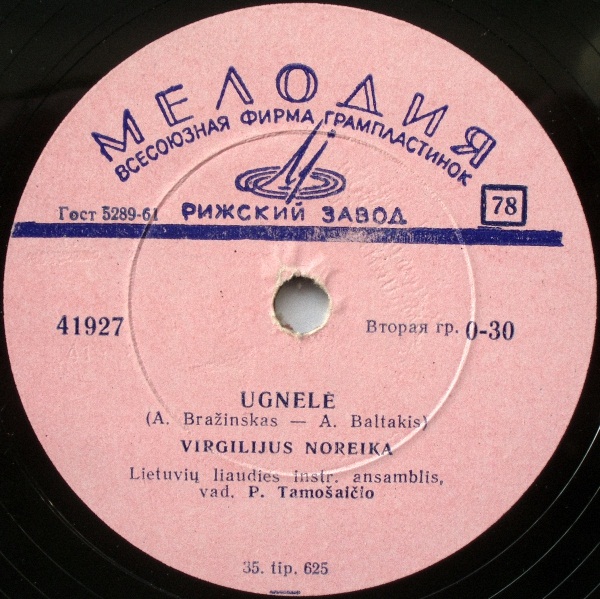 МЕЛОДИЯ
ВСЕСОЮЗНАЯ ФИРМА ГРАМПЛАСТИНОК
Гост 5289-61 РИЖСКИЙ ЗАВОД 78
41927 Вторая гр. 0-30
UGNELĖ
(A. Bražinskas — A. Baltakis)
VIRGILIJUS NOREIKA
Lietuvių liaudies instr. ansamblis,
vad. P. Tamošaičio
35. tip. 625